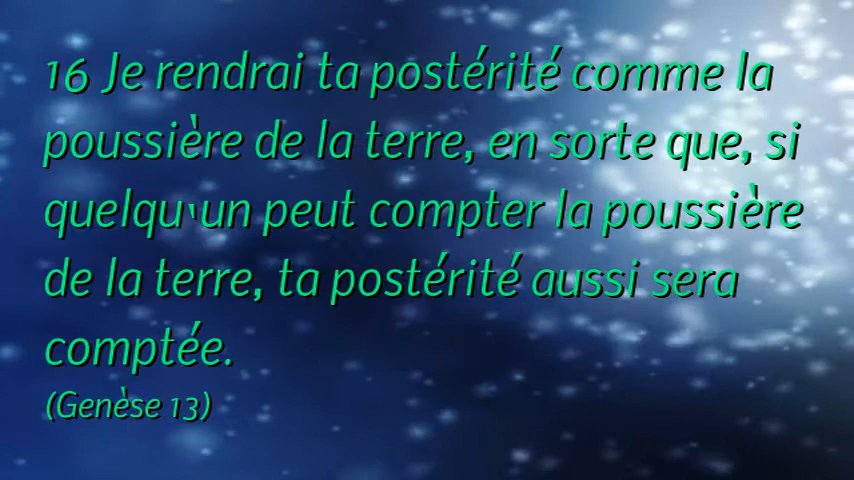 16 Je rendrai ta postérité comme la
poussière de la terre, en sorte que, si
quelqu'un peut compter la poussière
de la terre, ta postérité aussi sera
comptée.
(Genèse 13)